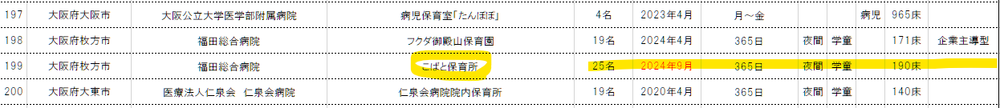 197 大阪府大阪市 大阪公立大学医学部附属病院 病児保育室「たんぽぽ」 4名 2023年4月 月～金 病児 965床
198 大阪府枚方市 福田総合病院 フクダ御殿山保育園 19名 2024年4月 365日 夜間 学童 171床 企業主導型
199 大阪府枚方市 福田総合病院 こばと保育所 25名 2024年9月 365日 夜間 学童 190床
200 大阪府大東市 医療法人仁泉会 仁泉会病院 仁泉会病院院内保育所 19名 2020年4月 365日 夜間 学童 140床